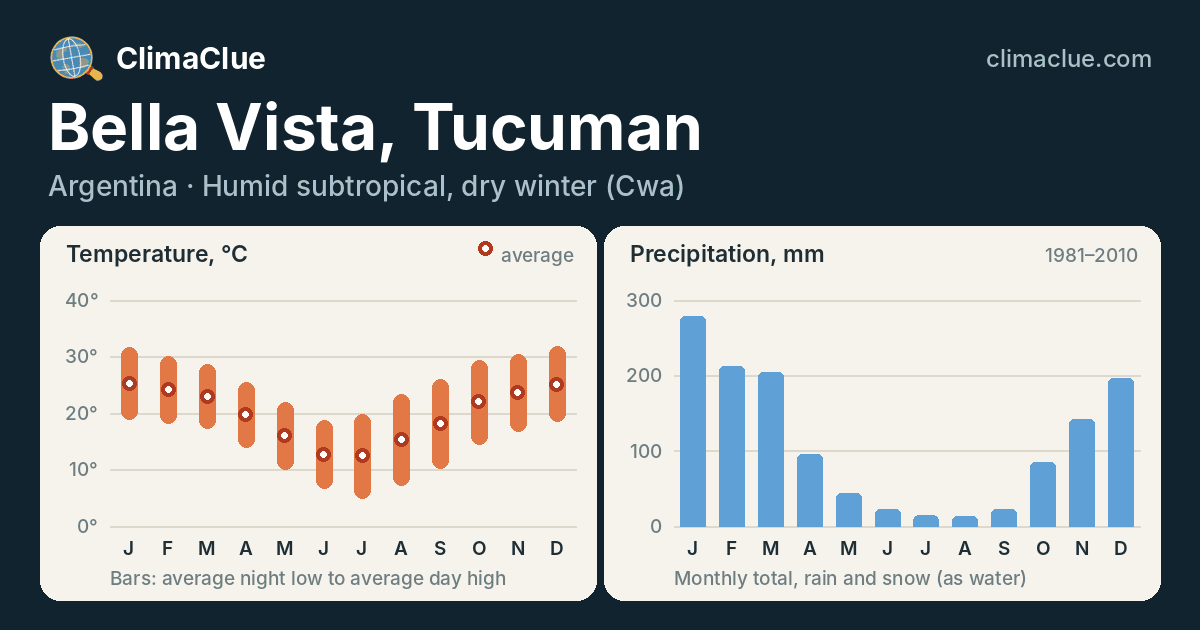 ClimaClue
climaclue.com
Bella Vista, Tucuman
Argentina · Humid subtropical, dry winter (Cwa)
Temperature, °C
average
40°
30°
20°
10°
0°
J F M A M J J A S O N D
Bars: average night low to average day high
Precipitation, mm
1981–2010
300
200
100
0
J F M A M J J A S O N D
Monthly total, rain and snow (as water)